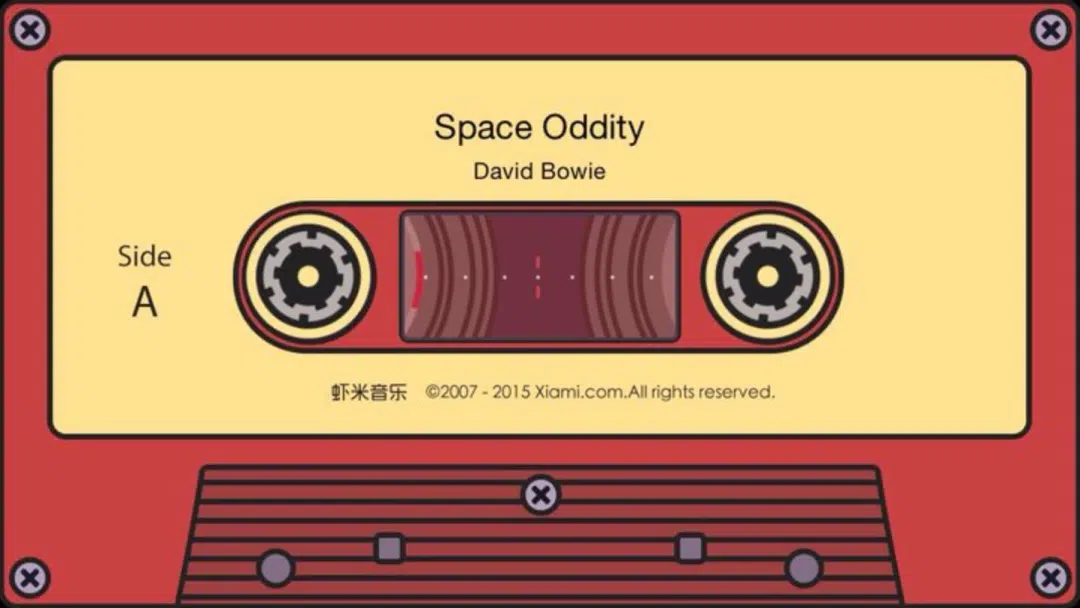 Space Oddity
David Bowie
Side
A
虾米音乐 ©2007 - 2015 Xiami.com.All rights reserved.